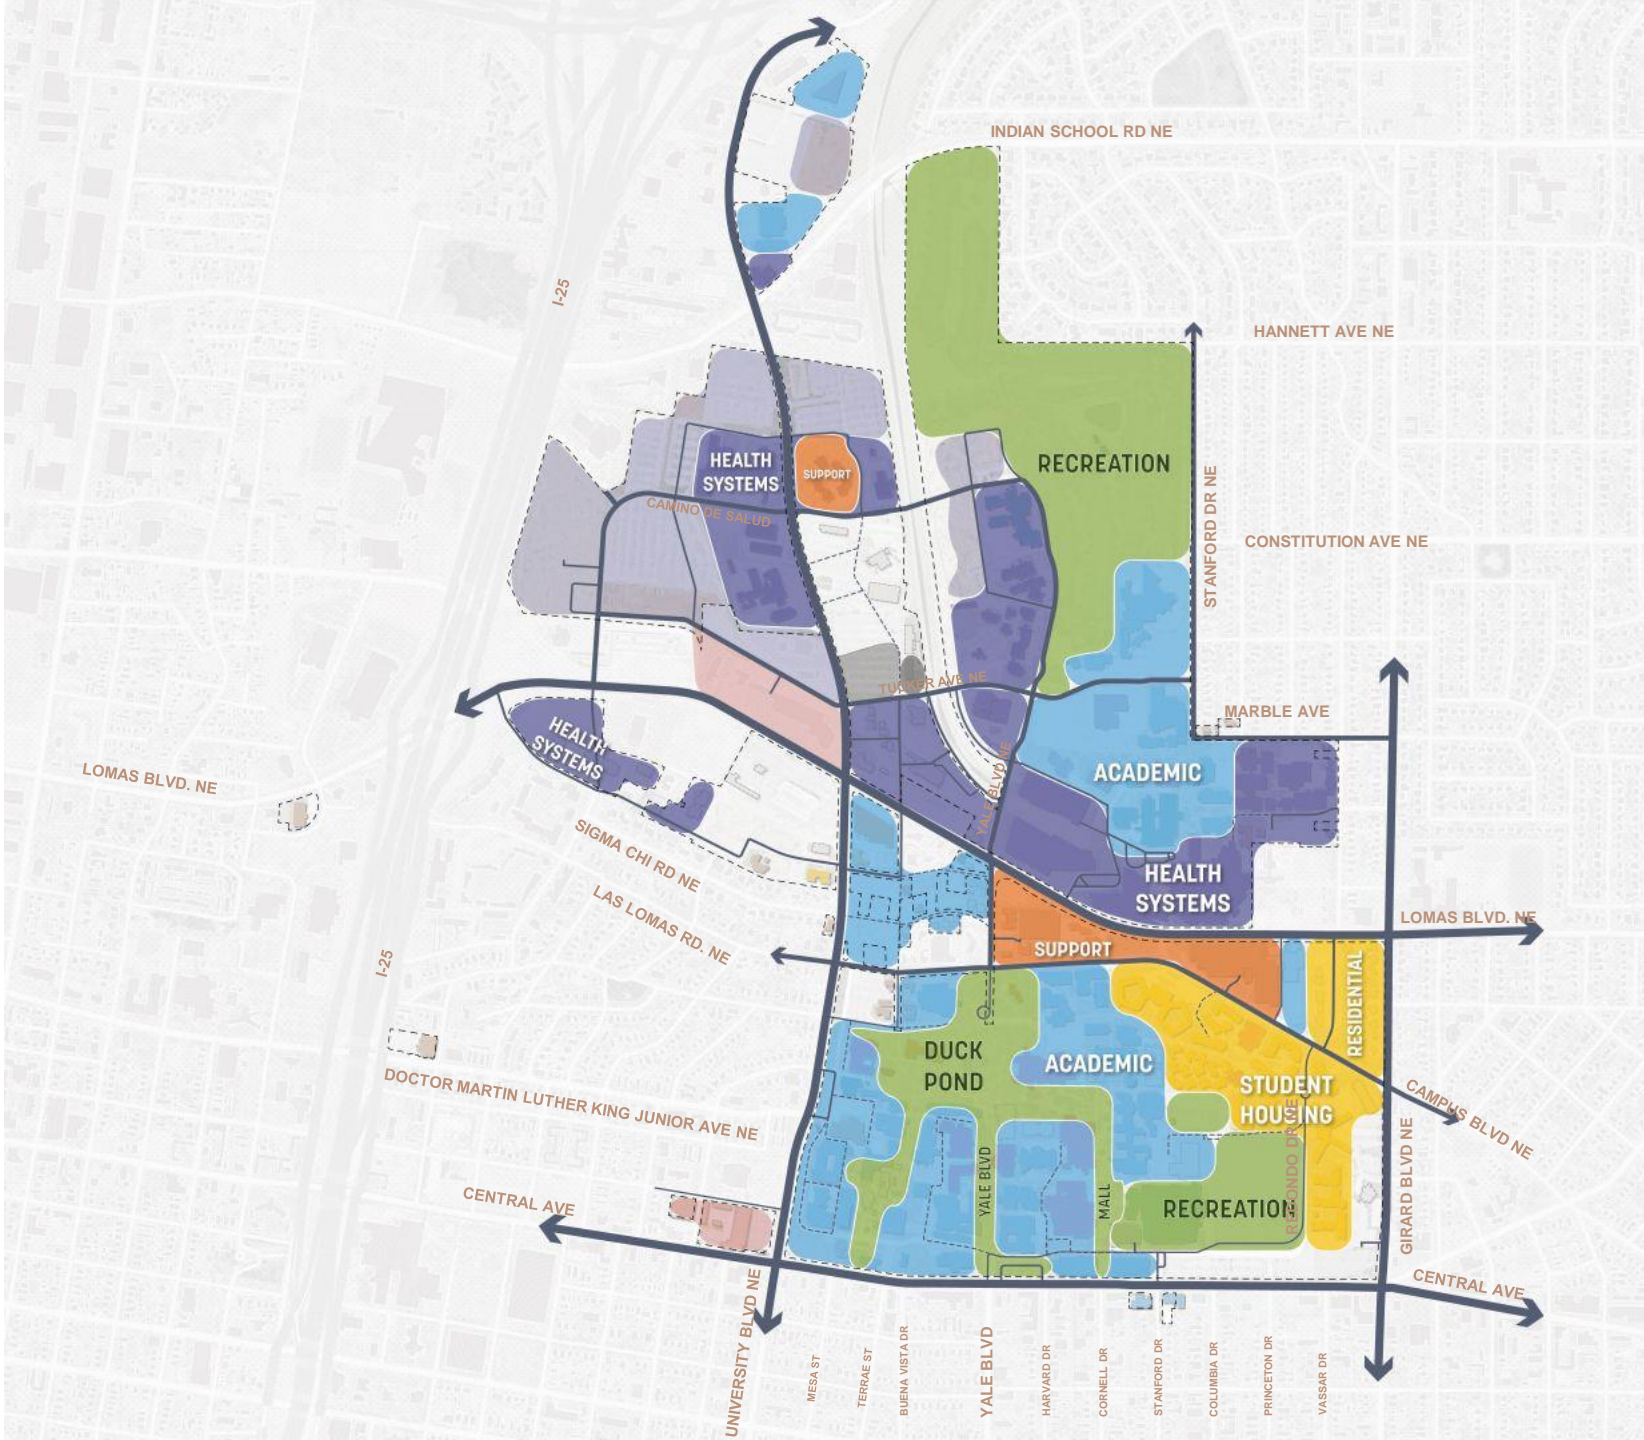 INDIAN SCHOOL RD NE
I-25
HANNETT AVE NE
RECREATION
HEALTH
SYSTEMS
SUPPORT
CAMINO DE SALUD
STANFORD DR NE
CONSTITUTION AVE NE
TUCKER AVE NE
MARBLE AVE
HEALTH
SYSTEMS
ACADEMIC
LOMAS BLVD. NE
YALE BLVD NE
SIGMA CHI RD NE
HEALTH
SYSTEMS
LAS LOMAS RD. NE
LOMAS BLVD. NE
SUPPORT
I-25
RESIDENTIAL
DUCK
POND
ACADEMIC
STUDENT
HOUSING
DOCTOR MARTIN LUTHER KING JUNIOR AVE NE
CAMPUS BLVD NE
REDONDO DR NE
GIRARD BLVD NE
YALE BLVD
MALL
RECREATION
CENTRAL AVE
CENTRAL AVE
UNIVERSITY BLVD NE
MESA ST
TERRAE ST
BUENA VISTA DR
YALE BLVD
HARVARD DR
CORNELL DR
STANFORD DR
COLUMBIA DR
PRINCETON DR
VASSAR DR